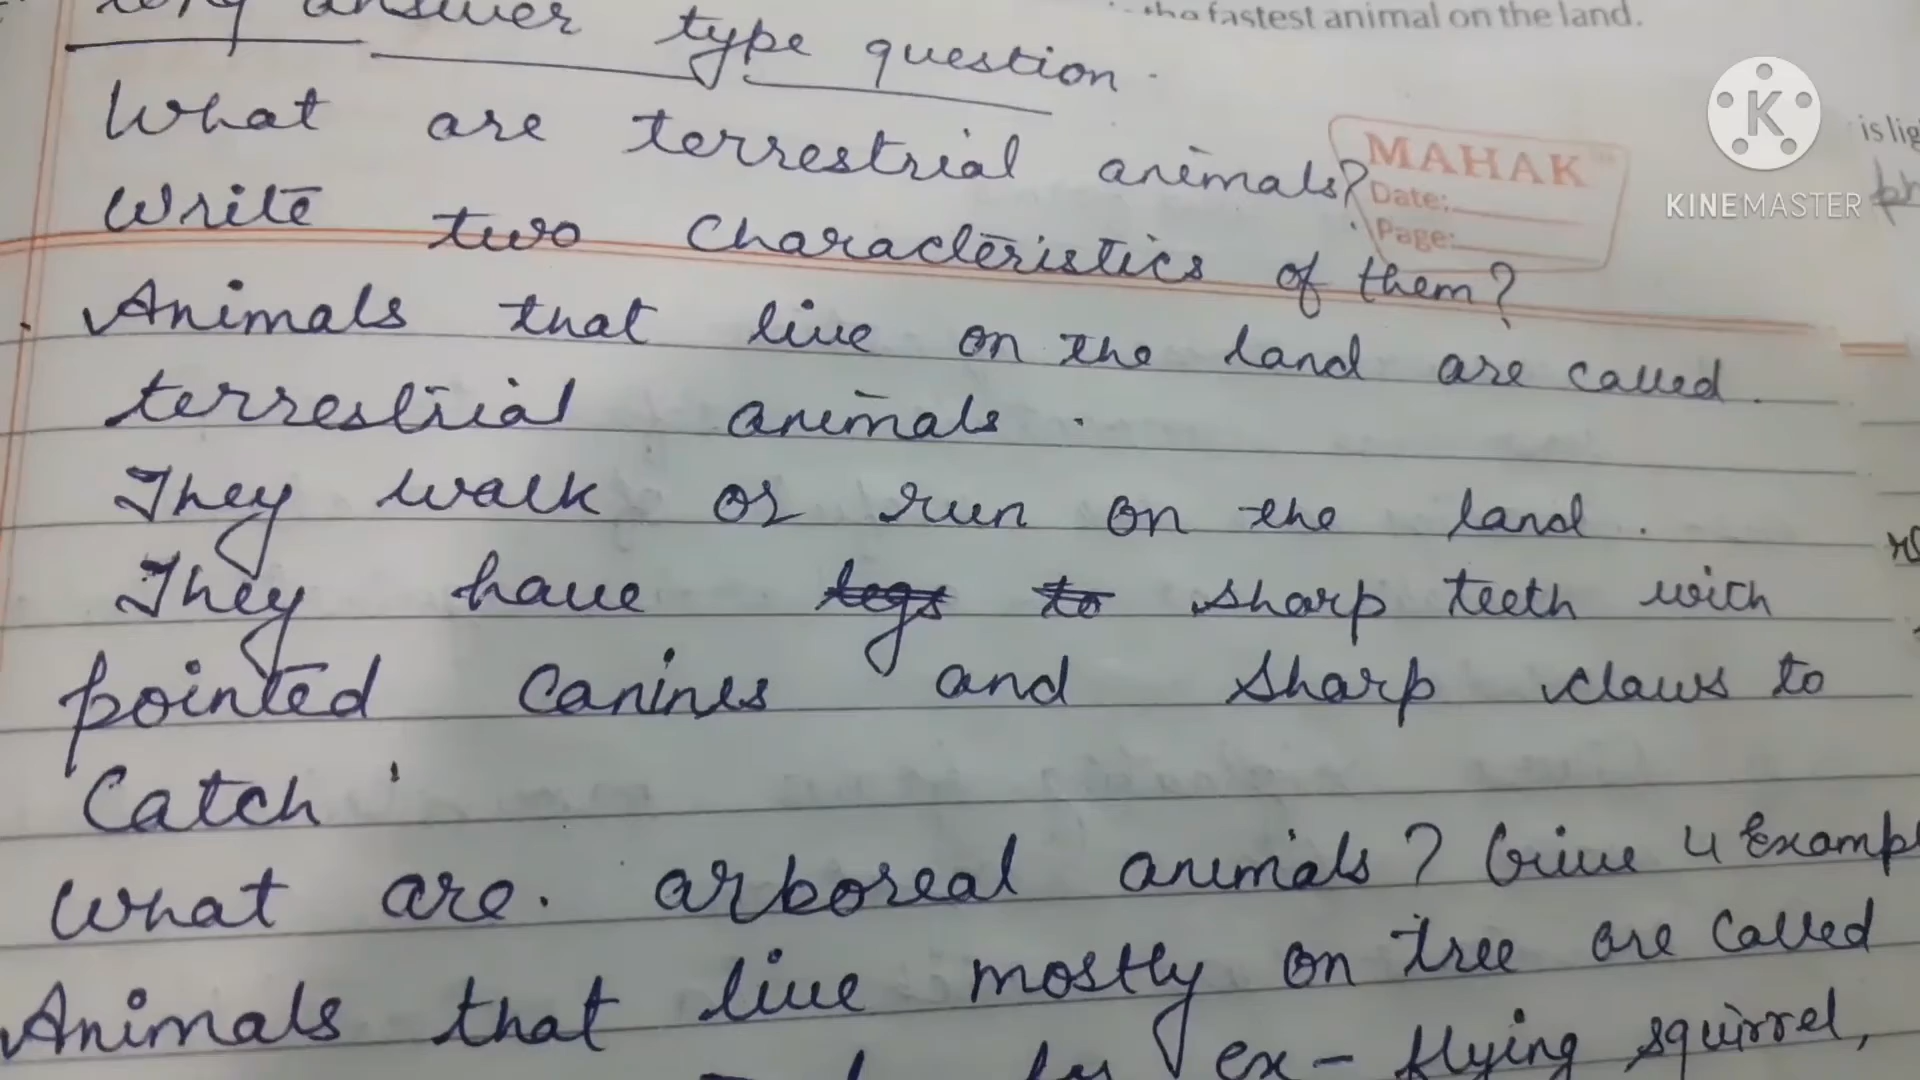 answer type question.
the fastest animal on the land.
What are terrestrial animals?
MAHAK
Date:
Page:
KINEMASTER
Write two characteristics of them?
Animals that live on the land are called.
terrestrial animals.
They walk or run on the land.
They have legs to sharp teeth with
pointed canines and sharp claws to
Catch
What are. arboreal animals? Give 4 Examp
Animals that live mostly on tree are called
ex - flying squirrel,